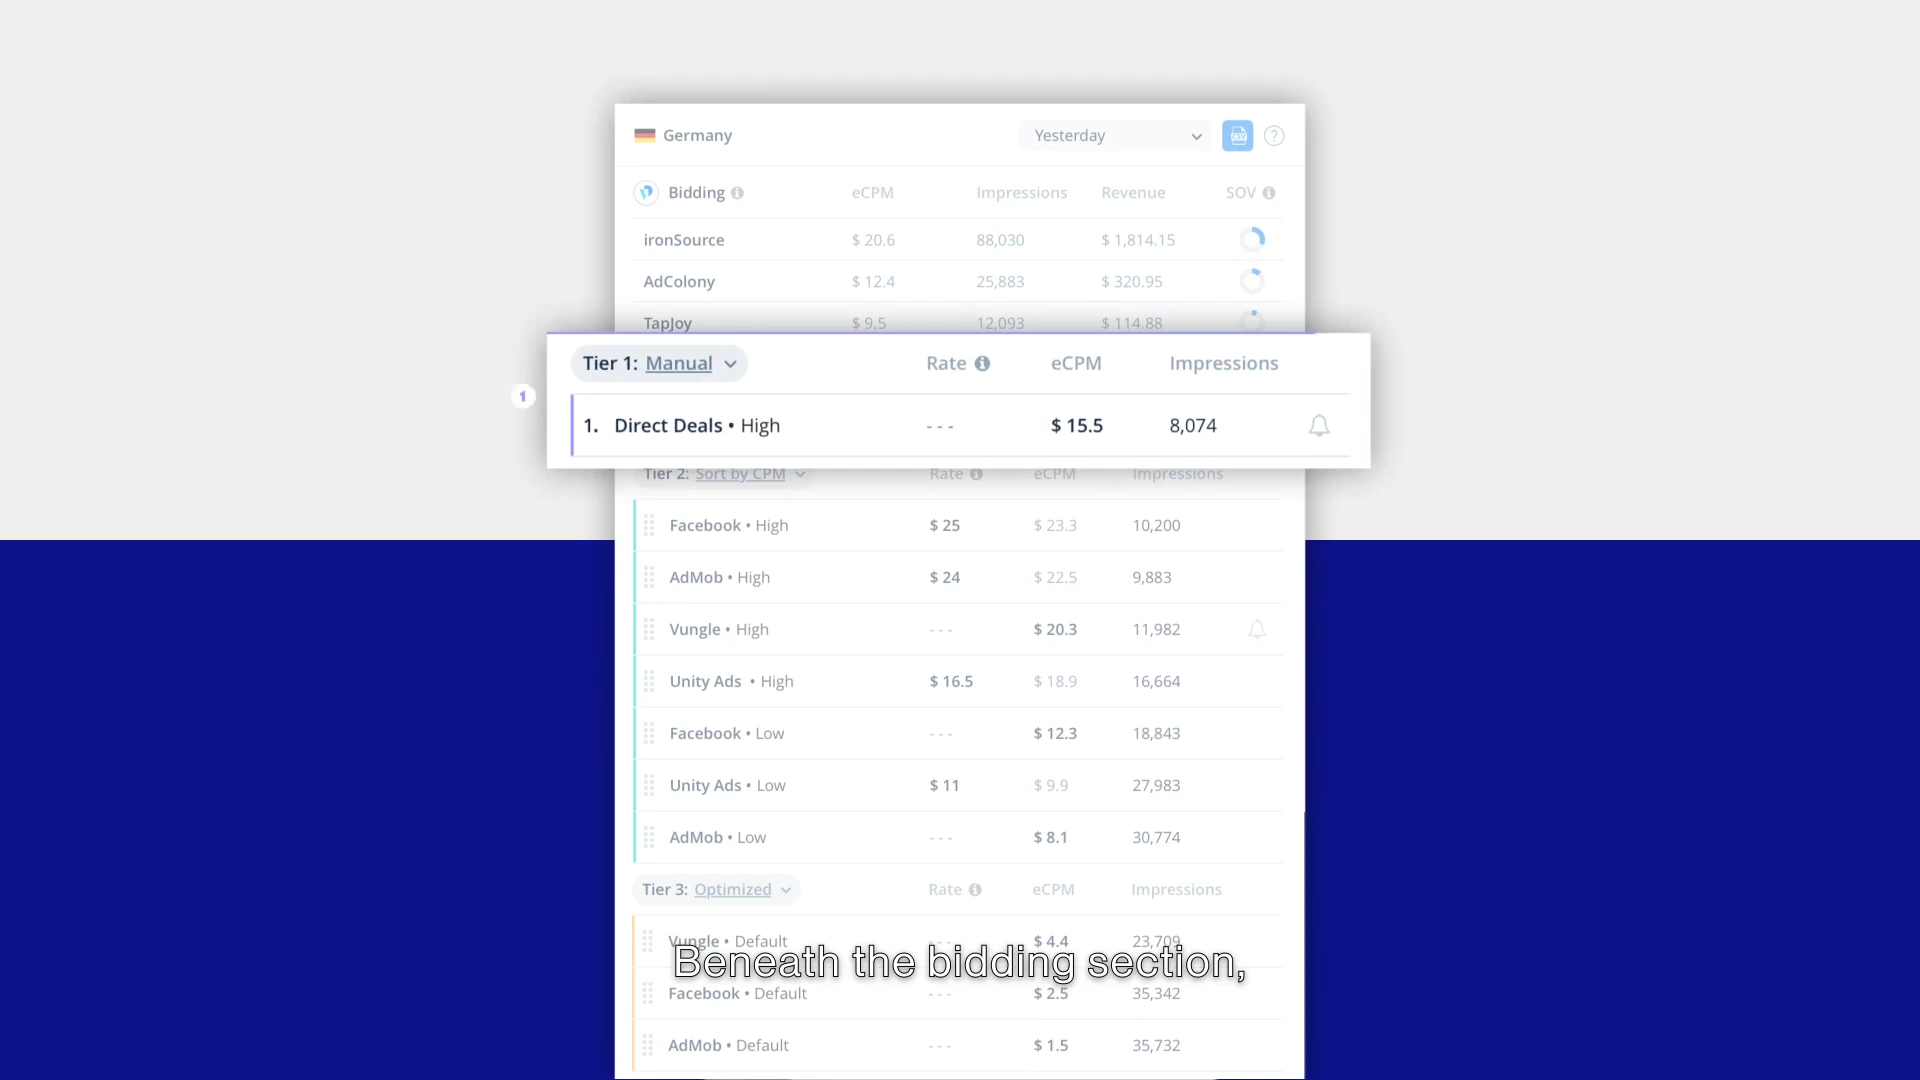 Germany Yesterday CSV ?
Bidding eCPM Impressions Revenue SOV
ironSource $ 20.6 88,030 $ 1,814.15
AdColony $ 12.4 25,883 $ 320.95
TapJoy $ 9.5 12,093 $ 114.88
Tier 1: Manual Rate eCPM Impressions
1
1. Direct Deals • High - - - $ 15.5 8,074
Tier 2: Sort by CPM Rate eCPM Impressions
Facebook • High $ 25 $ 23.3 10,200
AdMob • High $ 24 $ 22.5 9,883
Vungle • High - - - $ 20.3 11,982
Unity Ads • High $ 16.5 $ 18.9 16,664
Facebook • Low - - - $ 12.3 18,843
Unity Ads • Low $ 11 $ 9.9 27,983
AdMob • Low - - - $ 8.1 30,774
Tier 3: Optimized Rate eCPM Impressions
Vungle • Default - - - $ 4.4 23,709
Beneath the bidding section,
Facebook • Default - - - $ 2.5 35,342
AdMob • Default - - - $ 1.5 35,732